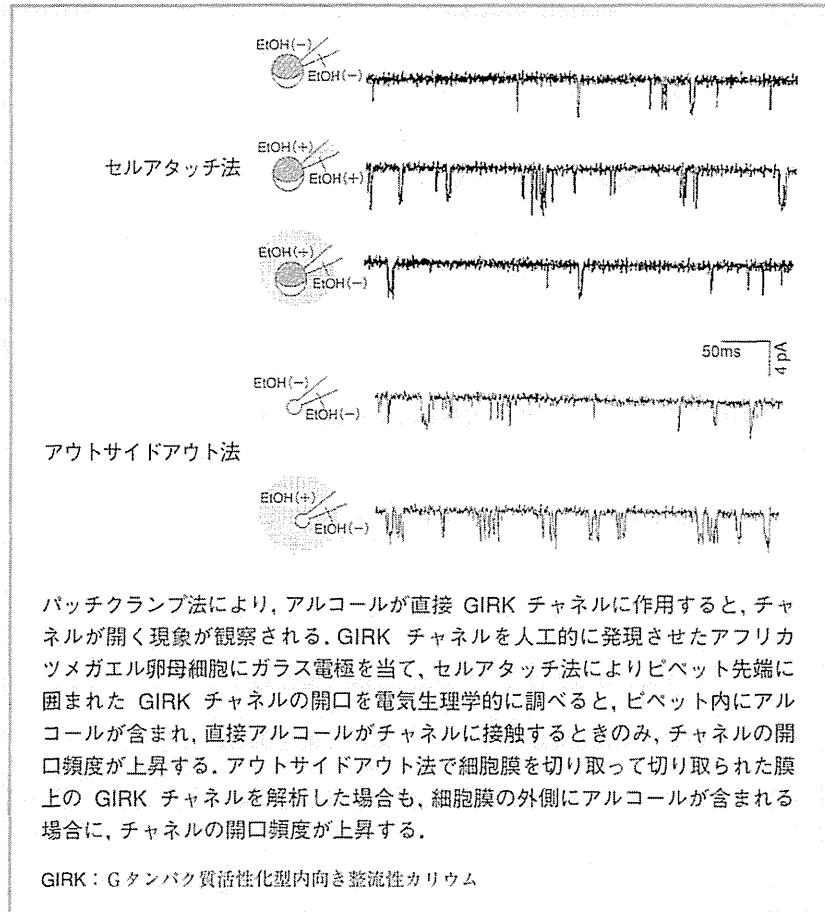 EtOH(−)
EtOH(−)
セルアタッチ法
EtOH(+)
EtOH(+)
EtOH(+)
EtOH(−)
50ms
4 pA
EtOH(−)
EtOH(−)
アウトサイドアウト法
EtOH(+)
EtOH(−)
パッチクランプ法により，アルコールが直接 GIRK チャネルに作用すると，チャ
ネルが開く現象が観察される．GIRK チャネルを人工的に発現させたアフリカ
ツメガエル卵母細胞にガラス電極を当て，セルアタッチ法によりピペット先端に
囲まれた GIRK チャネルの開口を電気生理学的に調べると，ピペット内にアル
コールが含まれ，直接アルコールがチャネルに接触するときのみ，チャネルの開
口頻度が上昇する．アウトサイドアウト法で細胞膜を切り取って切り取られた膜
上の GIRK チャネルを解析した場合も，細胞膜の外側にアルコールが含まれる
場合に，チャネルの開口頻度が上昇する．
GIRK：Gタンパク質活性化型内向き整流性カリウム